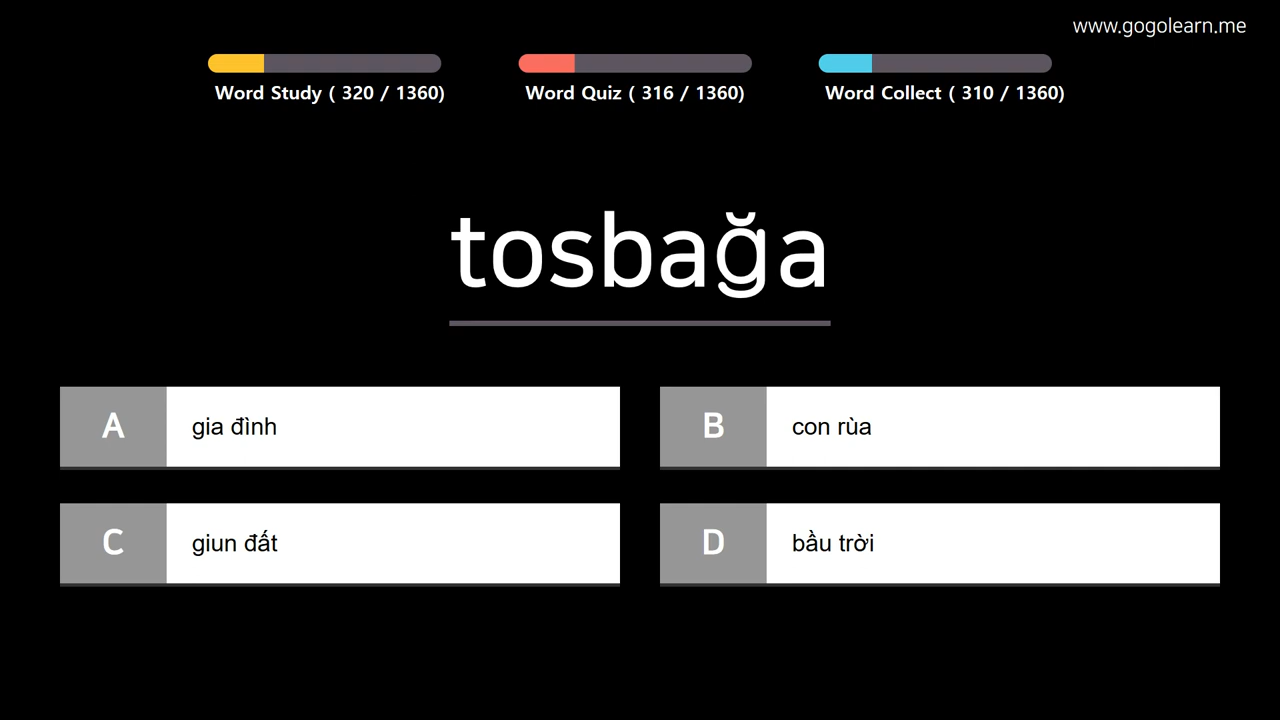 www.gogolearn.me
Word Study ( 320 / 1360)
Word Quiz ( 316 / 1360)
Word Collect ( 310 / 1360)
tosbağa
A gia đình
B con rùa
C giun đất
D bầu trời